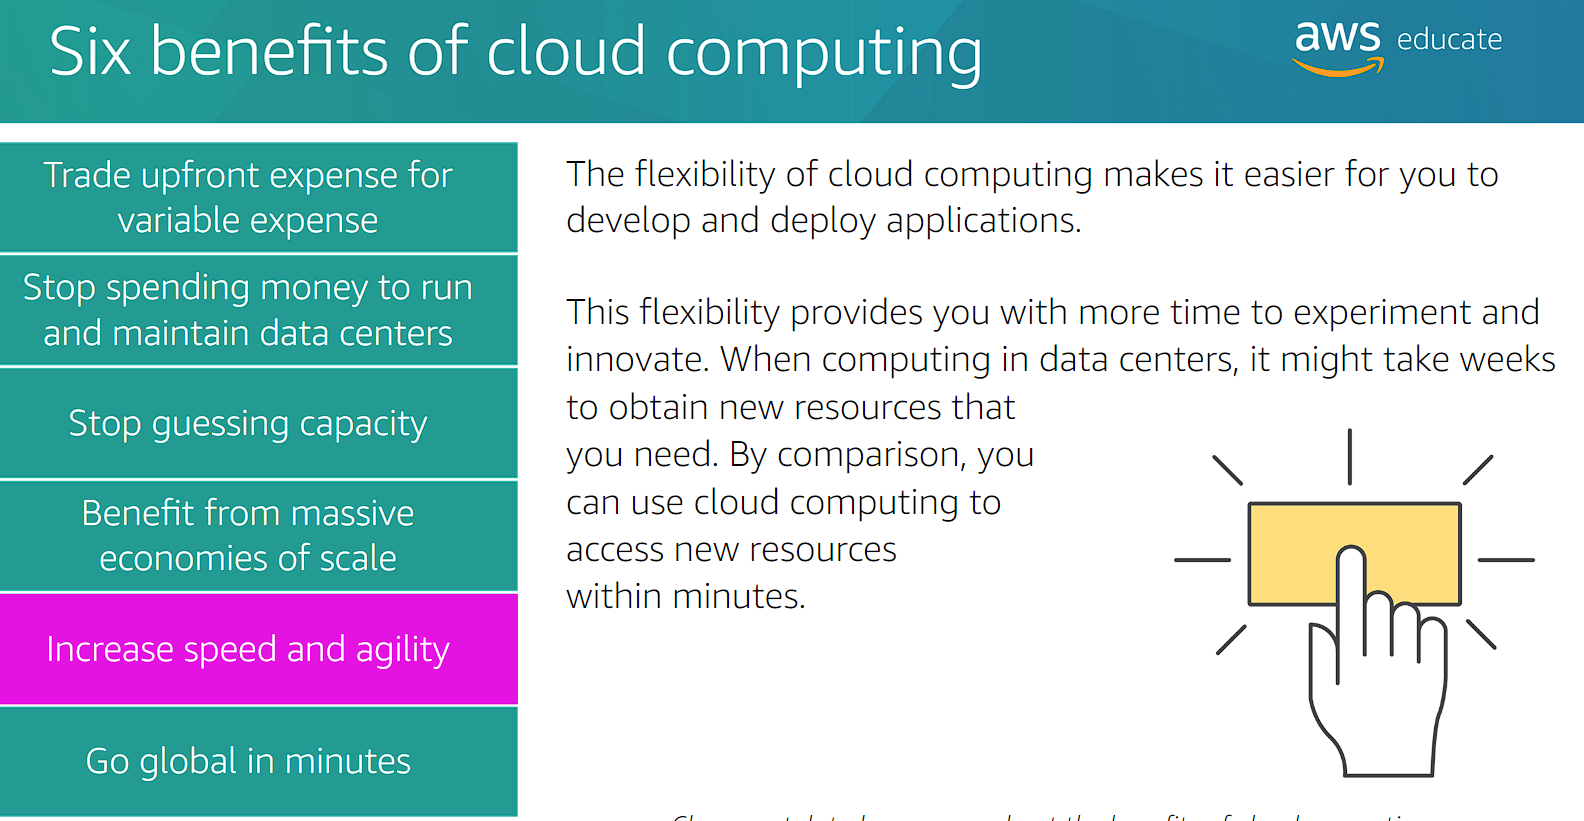 Six benefits of cloud computing
aws educate
Trade upfront expense for
variable expense
Stop spending money to run
and maintain data centers
Stop guessing capacity
Benefit from massive
economies of scale
Increase speed and agility
Go global in minutes
The flexibility of cloud computing makes it easier for you to
develop and deploy applications.
This flexibility provides you with more time to experiment and
innovate. When computing in data centers, it might take weeks
to obtain new resources that
you need. By comparison, you
can use cloud computing to
access new resources
within minutes.